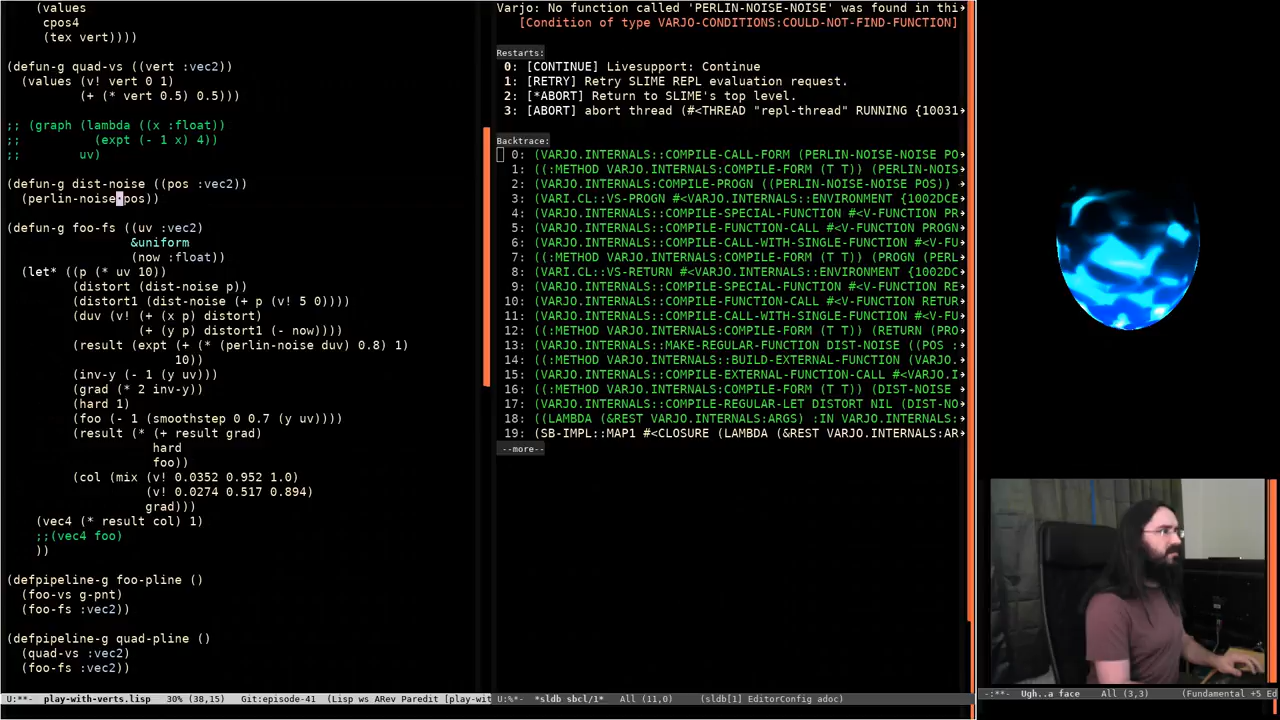 (values
cpos4
(tex vert))))
(defun-g quad-vs ((vert :vec2))
(values (v! vert 0 1)
(+ (* vert 0.5) 0.5)))
;; (graph (lambda ((x :float))
;; (expt (- 1 x) 4))
;; uv)
(defun-g dist-noise ((pos :vec2))
(perlin-noise pos))
(defun-g foo-fs ((uv :vec2)
&uniform
(now :float))
(let* ((p (* uv 10))
(distort (dist-noise p))
(distort1 (dist-noise (+ p (v! 5 0))))
(duv (v! (+ (x p) distort)
(+ (y p) distort1 (- now))))
(result (expt (+ (* (perlin-noise duv) 0.8) 1)
10))
(inv-y (- 1 (y uv)))
(grad (* 2 inv-y))
(hard 1)
(foo (- 1 (smoothstep 0 0.7 (y uv))))
(result (* (+ result grad)
hard
foo))
(col (mix (v! 0.0352 0.952 1.0)
(v! 0.0274 0.517 0.894)
grad)))
(vec4 (* result col) 1)
;;(vec4 foo)
))
(defpipeline-g foo-pline ()
(foo-vs g-pnt)
(foo-fs :vec2))
(defpipeline-g quad-pline ()
(quad-vs :vec2)
(foo-fs :vec2))
U:**- play-with-verts.lisp 30% (38,15) Git:episode-41 (Lisp ws ARev Paredit [play-wit
Varjo: No function called 'PERLIN-NOISE-NOISE' was found in thi
[Condition of type VARJO-CONDITIONS:COULD-NOT-FIND-FUNCTION]
Restarts:
0: [CONTINUE] Livesupport: Continue
1: [RETRY] Retry SLIME REPL evaluation request.
2: [*ABORT] Return to SLIME's top level.
3: [ABORT] abort thread (#<THREAD "repl-thread" RUNNING {10031
Backtrace:
0: (VARJO.INTERNALS::COMPILE-CALL-FORM (PERLIN-NOISE-NOISE PO
1: ((:METHOD VARJO.INTERNALS:COMPILE-FORM (T T)) (PERLIN-NOIS
2: (VARJO.INTERNALS:COMPILE-PROGN ((PERLIN-NOISE-NOISE POS))
3: (VARI.CL::VS-PROGN #<VARJO.INTERNALS::ENVIRONMENT {1002DCE
4: (VARJO.INTERNALS::COMPILE-SPECIAL-FUNCTION #<V-FUNCTION PR
5: (VARJO.INTERNALS::COMPILE-FUNCTION-CALL #<V-FUNCTION PROGN
6: (VARJO.INTERNALS::COMPILE-CALL-WITH-SINGLE-FUNCTION #<V-FU
7: ((:METHOD VARJO.INTERNALS:COMPILE-FORM (T T)) (PROGN (PERL
8: (VARI.CL::VS-RETURN #<VARJO.INTERNALS::ENVIRONMENT {1002DC
9: (VARJO.INTERNALS::COMPILE-SPECIAL-FUNCTION #<V-FUNCTION RE
10: (VARJO.INTERNALS::COMPILE-FUNCTION-CALL #<V-FUNCTION RETUR
11: (VARJO.INTERNALS::COMPILE-CALL-WITH-SINGLE-FUNCTION #<V-FU
12: ((:METHOD VARJO.INTERNALS:COMPILE-FORM (T T)) (RETURN (PRO
13: (VARJO.INTERNALS::MAKE-REGULAR-FUNCTION DIST-NOISE ((POS :
14: ((:METHOD VARJO.INTERNALS::BUILD-EXTERNAL-FUNCTION (VARJO.
15: (VARJO.INTERNALS::COMPILE-EXTERNAL-FUNCTION-CALL #<VARJO.I
16: ((:METHOD VARJO.INTERNALS:COMPILE-FORM (T T)) (DIST-NOISE
17: (VARJO.INTERNALS::COMPILE-REGULAR-LET DISTORT NIL (DIST-NO
18: ((LAMBDA (&REST VARJO.INTERNALS:ARGS) :IN VARJO.INTERNALS:
19: (SB-IMPL::MAP1 #<CLOSURE (LAMBDA (&REST VARJO.INTERNALS:AR
--more--
U:%*- *sldb sbcl/1* All (11,0) (sldb[1] EditorConfig adoc)
-:**- Ugh..a face All (3,3) (Fundamental +5 Ed